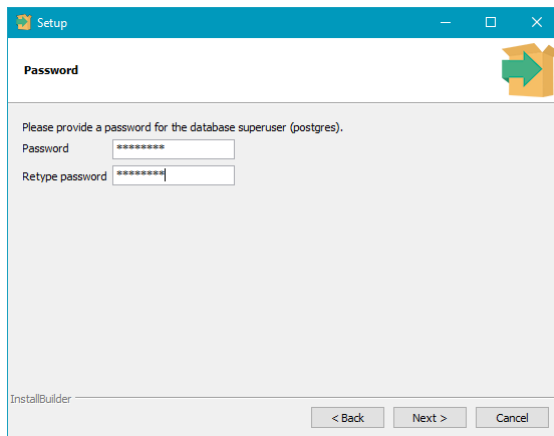 Setup
Password
Please provide a password for the database superuser (postgres).
Password ********
Retype password ********
InstallBuilder
< Back Next > Cancel